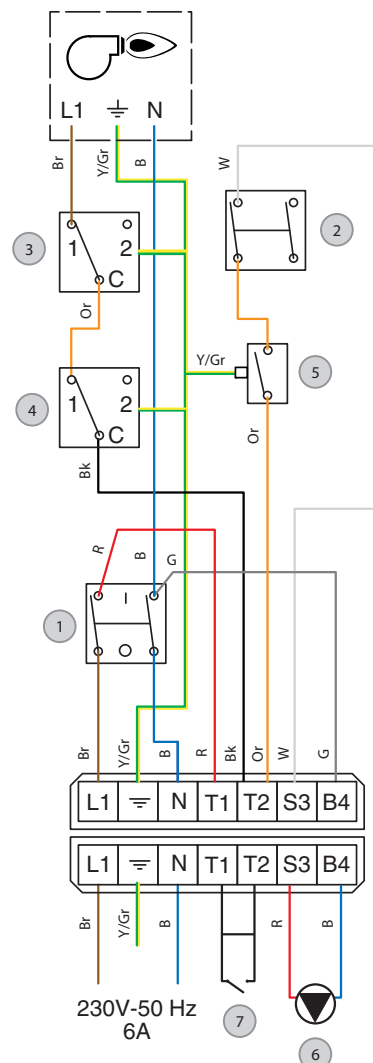 L1 ⏚ N
Br
Y/Gr
B
W
3
1 2
C
2
Or
Y/Gr
5
4
1 2
C
Bk
Or
R
B
G
1
I
O
Br
Y/Gr
B
R
Bk
Or
W
G
L1 ⏚ N T1 T2 S3 B4
L1 ⏚ N T1 T2 S3 B4
Br
Y/Gr
B
R
B
230V-50 Hz
6A
7
6